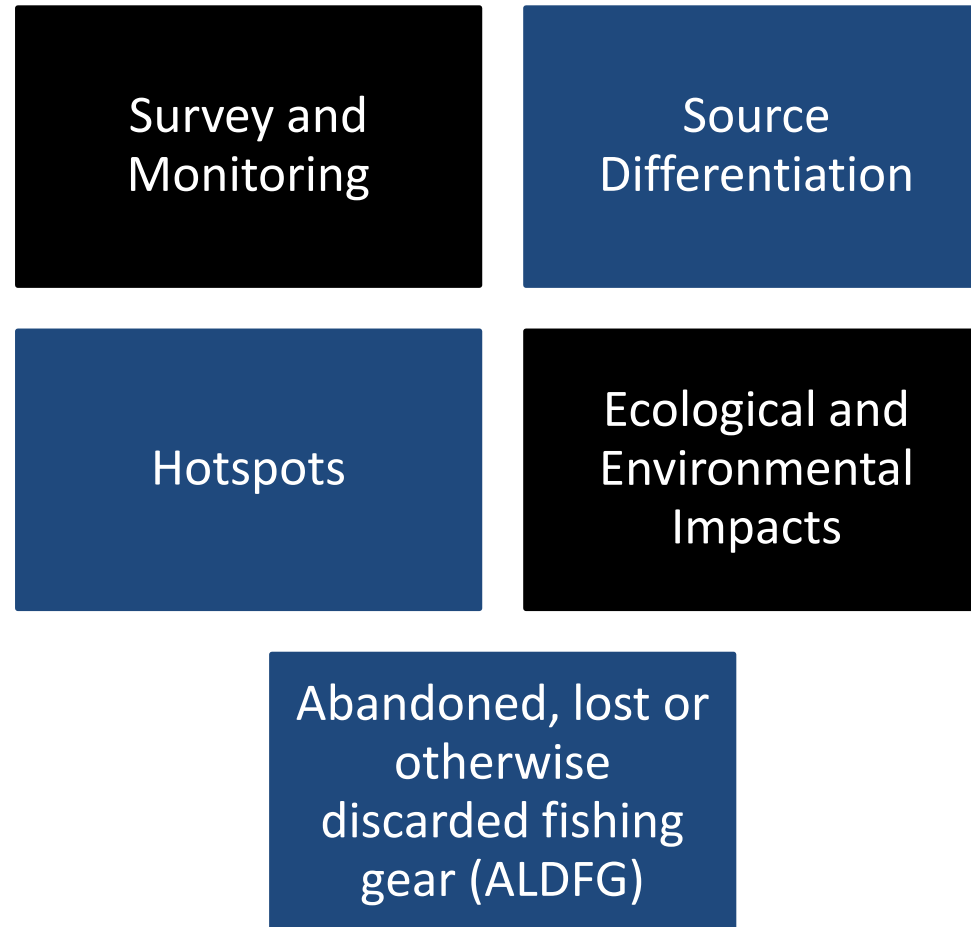 Survey and
Monitoring
Source
Differentiation
Hotspots
Ecological and
Environmental
Impacts
Abandoned, lost or
otherwise
discarded fishing
gear (ALDFG)